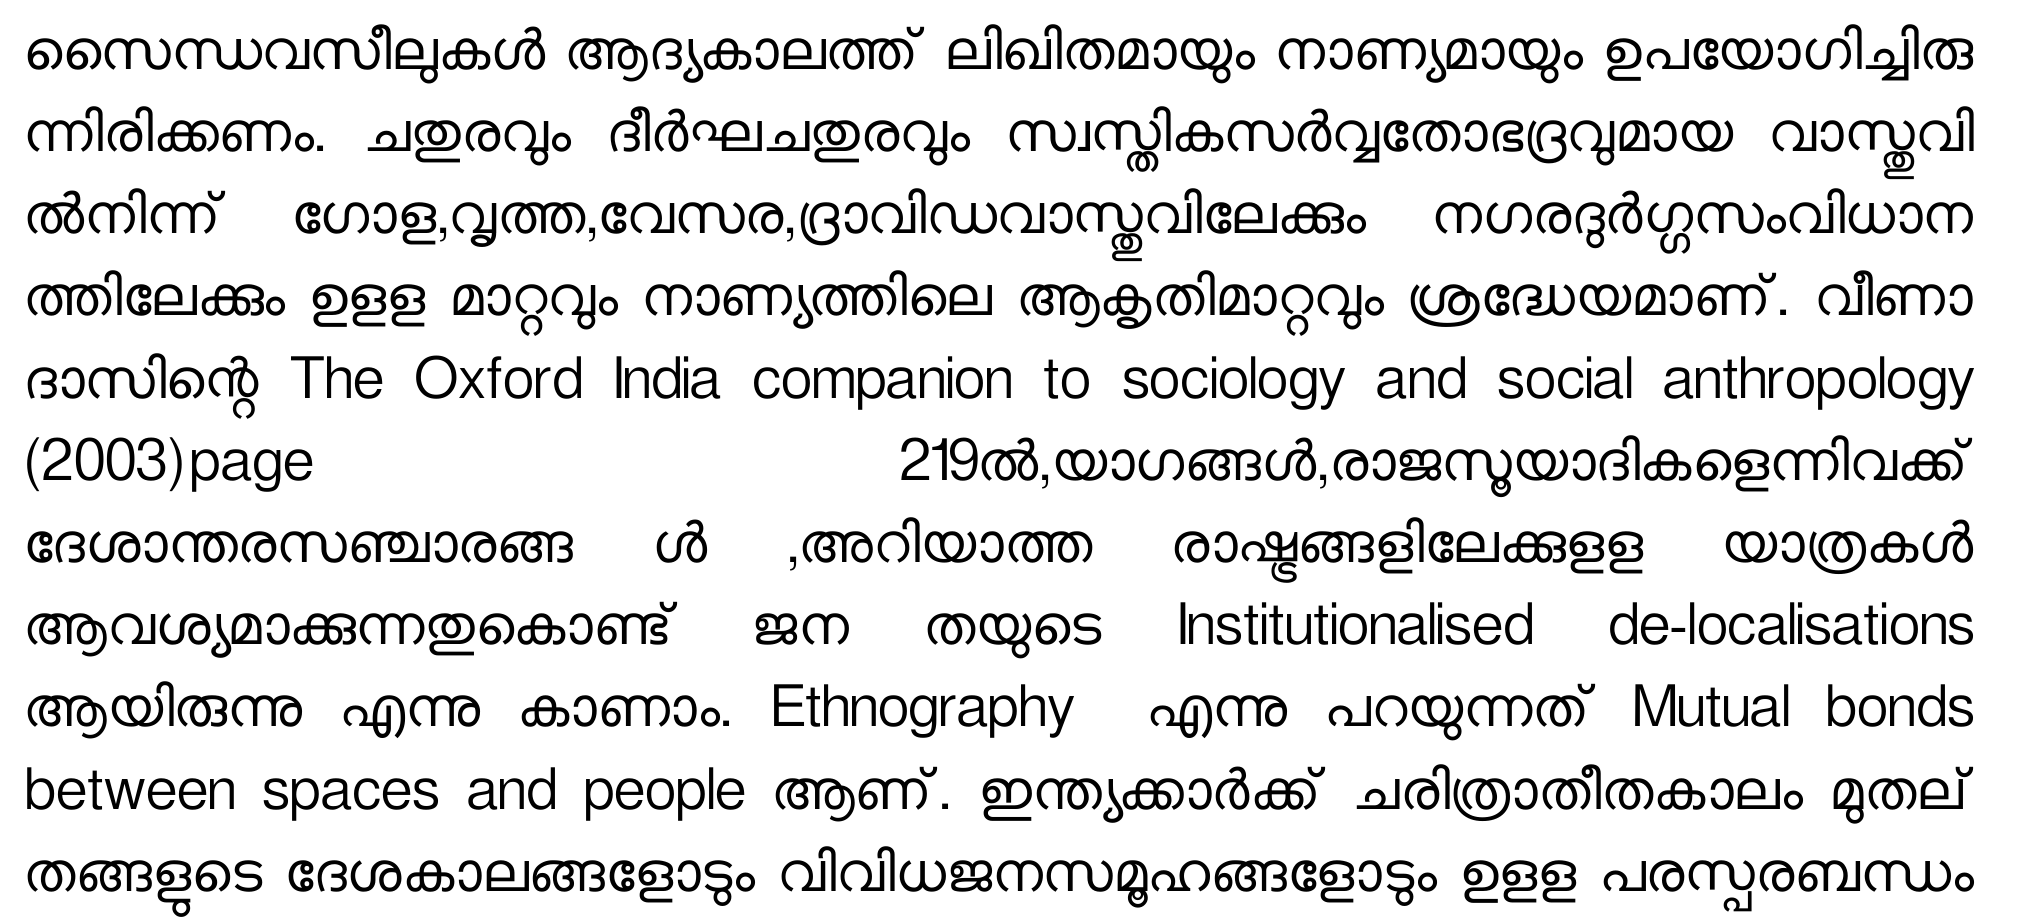 സൈന്ധവസീലുകൾ ആദ്യകാലത്ത് ലിഖിതമായും നാണ്യമായും ഉപയോഗിച്ചിരു
ന്നിരിക്കണം. ചതുരവും ദീർഘചതുരവും സ്വസ്തികസർവ്വതോഭദ്രവുമായ വാസ്തുവി
ൽനിന്ന് ഗോള,വൃത്ത,വേസര,ദ്രാവിഡവാസ്തുവിലേക്കും നഗരദുർഗ്ഗസംവിധാന
ത്തിലേക്കും ഉളള മാറ്റവും നാണ്യത്തിലെ ആകൃതിമാറ്റവും ശ്രദ്ധേയമാണ്. വീണാ
ദാസിന്റെ The Oxford India companion to sociology and social anthropology
(2003)page 219ൽ,യാഗങ്ങൾ,രാജസൂയാദികളെന്നിവക്ക്
ദേശാന്തരസഞ്ചാരങ്ങ ൾ ,അറിയാത്ത രാഷ്ട്രങ്ങളിലേക്കുളള യാത്രകൾ
ആവശ്യമാക്കുന്നതുകൊണ്ട് ജന തയുടെ Institutionalised de-localisations
ആയിരുന്നു എന്നു കാണാം. Ethnography എന്നു പറയുന്നത് Mutual bonds
between spaces and people ആണ്. ഇന്ത്യക്കാർക്ക് ചരിത്രാതീതകാലം മുതല്
തങ്ങളുടെ ദേശകാലങ്ങളോടും വിവിധജനസമൂഹങ്ങളോടും ഉളള പരസ്പരബന്ധം